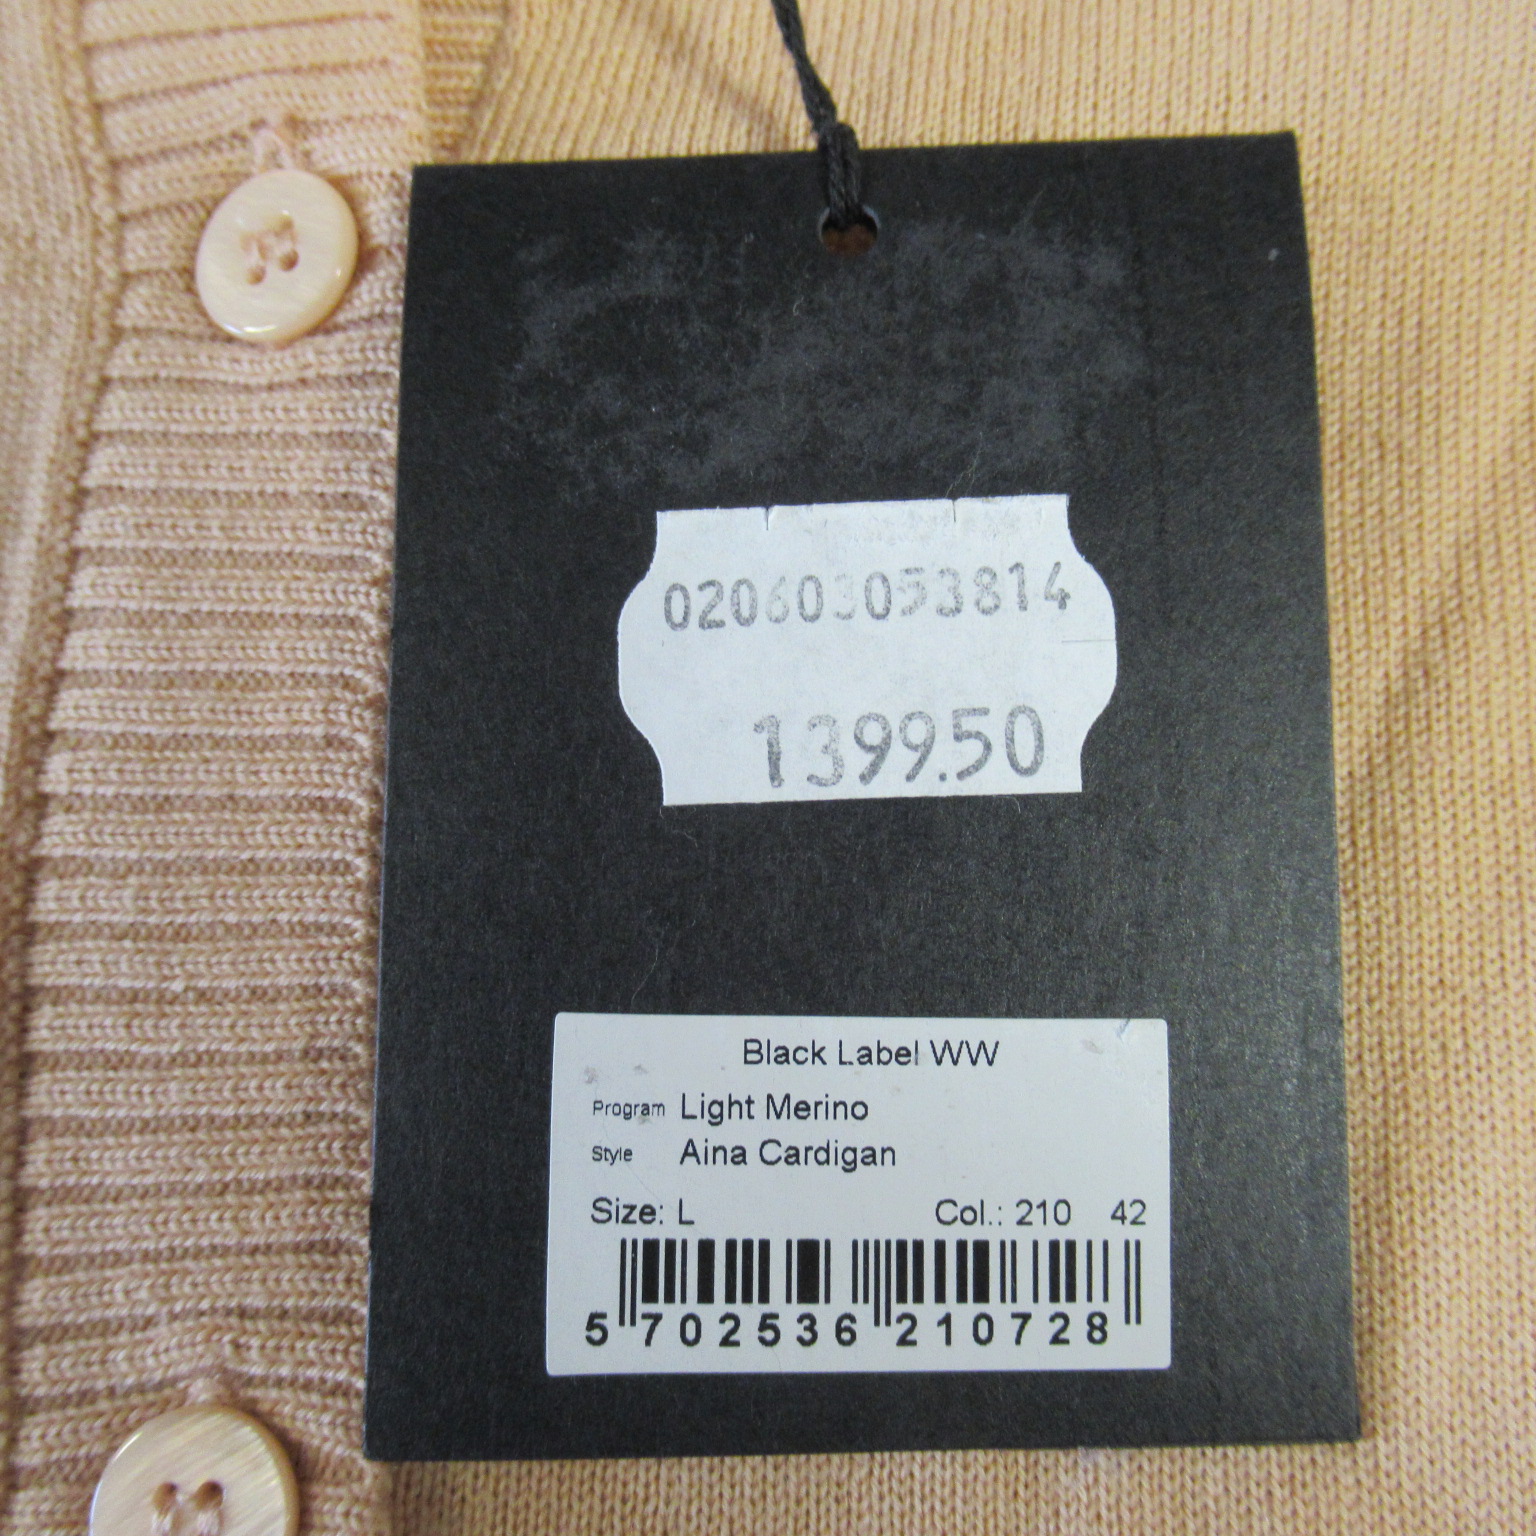 020603053814
1399.50
Black Label WW
Program Light Merino
Style Aina Cardigan
Size: L Col.: 210 42
5 702536 210728